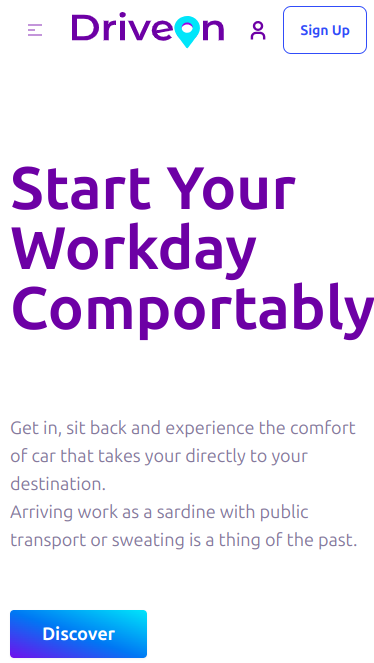 DriveOn
Sign Up
Start Your
Workday
Comportably
Get in, sit back and experience the comfort
of car that takes your directly to your
destination.
Arriving work as a sardine with public
transport or sweating is a thing of the past.
Discover